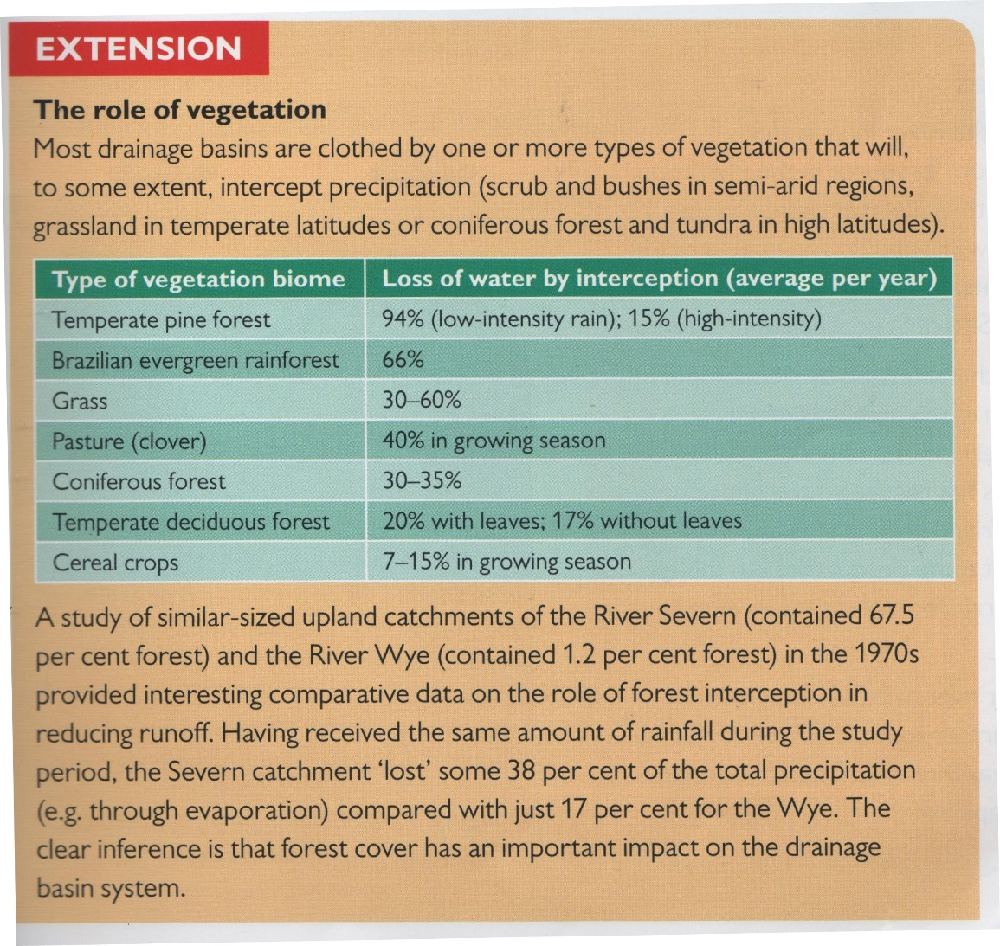 EXTENSION
The role of vegetation
Most drainage basins are clothed by one or more types of vegetation that will,
to some extent, intercept precipitation (scrub and bushes in semi-arid regions,
grassland in temperate latitudes or coniferous forest and tundra in high latitudes).
Type of vegetation biome Loss of water by interception (average per year)
Temperate pine forest 94% (low-intensity rain); 15% (high-intensity)
Brazilian evergreen rainforest 66%
Grass 30–60%
Pasture (clover) 40% in growing season
Coniferous forest 30–35%
Temperate deciduous forest 20% with leaves; 17% without leaves
Cereal crops 7–15% in growing season
A study of similar-sized upland catchments of the River Severn (contained 67.5
per cent forest) and the River Wye (contained 1.2 per cent forest) in the 1970s
provided interesting comparative data on the role of forest interception in
reducing runoff. Having received the same amount of rainfall during the study
period, the Severn catchment ‘lost’ some 38 per cent of the total precipitation
(e.g. through evaporation) compared with just 17 per cent for the Wye. The
clear inference is that forest cover has an important impact on the drainage
basin system.